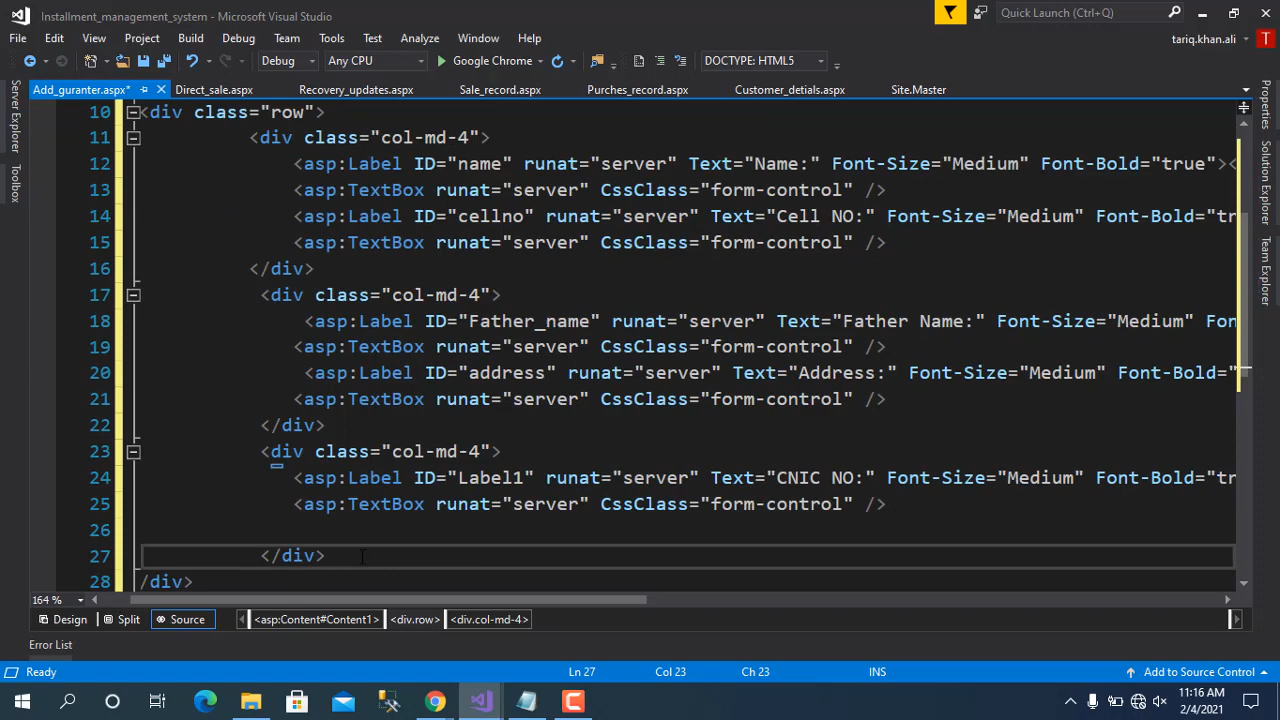 Installment_management_system - Microsoft Visual Studio
Quick Launch (Ctrl+Q)
File Edit View Project Build Debug Team Tools Test Analyze Window Help
tariq.khan.ali T
Debug Any CPU Google Chrome DOCTYPE: HTML5
Add_guranter.aspx* Direct_sale.aspx Recovery_updates.aspx Sale_record.aspx Purches_record.aspx Customer_detials.aspx Site.Master
Server Explorer
Toolbox
Properties
Solution Explorer
Team Explorer
10 <div class="row">
11 <div class="col-md-4">
12 <asp:Label ID="name" runat="server" Text="Name:" Font-Size="Medium" Font-Bold="true"><
13 <asp:TextBox runat="server" CssClass="form-control" />
14 <asp:Label ID="cellno" runat="server" Text="Cell NO:" Font-Size="Medium" Font-Bold="tr
15 <asp:TextBox runat="server" CssClass="form-control" />
16 </div>
17 <div class="col-md-4">
18 <asp:Label ID="Father_name" runat="server" Text="Father Name:" Font-Size="Medium" Fon
19 <asp:TextBox runat="server" CssClass="form-control" />
20 <asp:Label ID="address" runat="server" Text="Address:" Font-Size="Medium" Font-Bold="
21 <asp:TextBox runat="server" CssClass="form-control" />
22 </div>
23 <div class="col-md-4">
24 <asp:Label ID="Label1" runat="server" Text="CNIC NO:" Font-Size="Medium" Font-Bold="tr
25 <asp:TextBox runat="server" CssClass="form-control" />
26
27 </div>
28 /div>
164 %
Design Split Source <asp:Content#Content1> <div.row> <div.col-md-4>
Error List
Ready Ln 27 Col 23 Ch 23 INS Add to Source Control
11:16 AM
2/4/2021